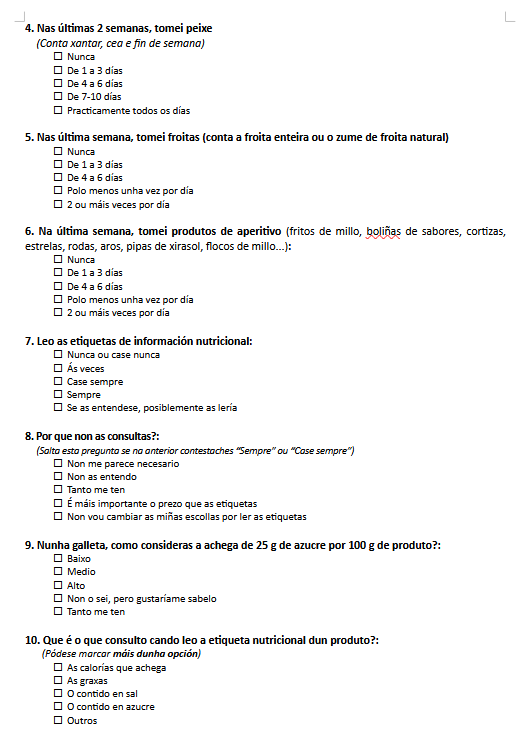 4. Nas últimas 2 semanas, tomei peixe
(Conta xantar, cea e fin de semana)
☐ Nunca
☐ De 1 a 3 días
☐ De 4 a 6 días
☐ De 7-10 días
☐ Practicamente todos os días
5. Nas última semana, tomei froitas (conta a froita enteira ou o zume de froita natural)
☐ Nunca
☐ De 1 a 3 días
☐ De 4 a 6 días
☐ Polo menos unha vez por día
☐ 2 ou máis veces por día
6. Na última semana, tomei produtos de aperitivo (fritos de millo, boliñas de sabores, cortizas,
estrelas, rodas, aros, pipas de xirasol, flocos de millo...):
☐ Nunca
☐ De 1 a 3 días
☐ De 4 a 6 días
☐ Polo menos unha vez por día
☐ 2 ou máis veces por día
7. Leo as etiquetas de información nutricional:
☐ Nunca ou case nunca
☐ Ás veces
☐ Case sempre
☐ Sempre
☐ Se as entendese, posiblemente as lería
8. Por que non as consultas?:
(Salta esta pregunta se na anterior contestaches "Sempre" ou "Case sempre")
☐ Non me parece necesario
☐ Non as entendo
☐ Tanto me ten
☐ É máis importante o prezo que as etiquetas
☐ Non vou cambiar as miñas escollas por ler as etiquetas
9. Nunha galleta, como consideras a achega de 25 g de azucre por 100 g de produto?:
☐ Baixo
☐ Medio
☐ Alto
☐ Non o sei, pero gustaríame sabelo
☐ Tanto me ten
10. Que é o que consulto cando leo a etiqueta nutricional dun produto?:
(Pódese marcar máis dunha opción)
☐ As calorías que achega
☐ As graxas
☐ O contido en sal
☐ O contido en azucre
☐ Outros